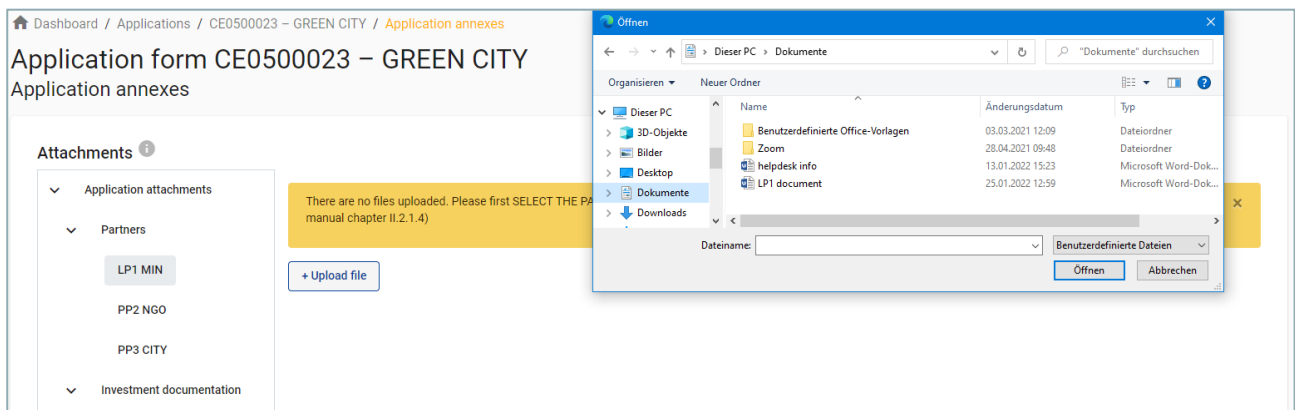 Dashboard / Applications / CE0500023 – GREEN CITY / Application annexes
Application form CE0500023 – GREEN CITY
Application annexes
Attachments
Application attachments
Partners
LP1 MIN
PP2 NGO
PP3 CITY
Investment documentation
There are no files uploaded. Please first SELECT THE
manual chapter II.2.1.4)
+ Upload file
Öffnen
Dieser PC > Dokumente
"Dokumente" durchsuchen
Organisieren Neuer Ordner
Dieser PC
3D-Objekte
Bilder
Desktop
Dokumente
Downloads
Name Änderungsdatum Typ
Benutzerdefinierte Office-Vorlagen 03.03.2021 12:09 Dateiordner
Zoom 28.04.2021 09:48 Dateiordner
helpdesk info 13.01.2022 15:23 Microsoft Word-Dok...
LP1 document 25.01.2022 12:59 Microsoft Word-Dok...
Dateiname: Benutzerdefinierte Dateien
Öffnen Abbrechen